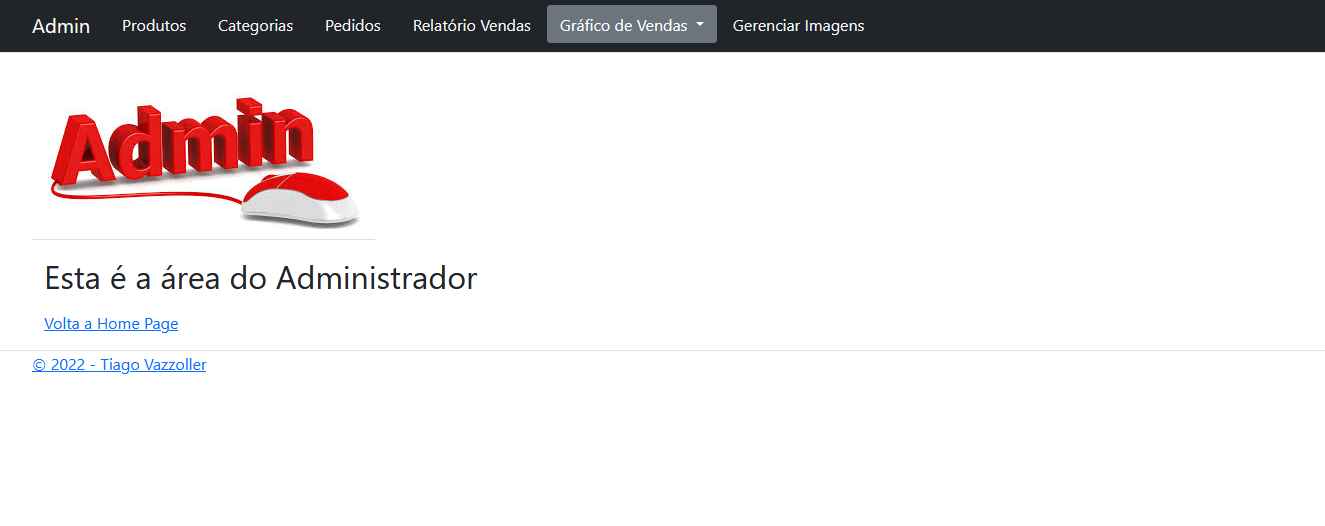 Admin Produtos Categorias Pedidos Relatório Vendas Gráfico de Vendas Gerenciar Imagens
Admin
Esta é a área do Administrador
Volta a Home Page
© 2022 - Tiago Vazzoller